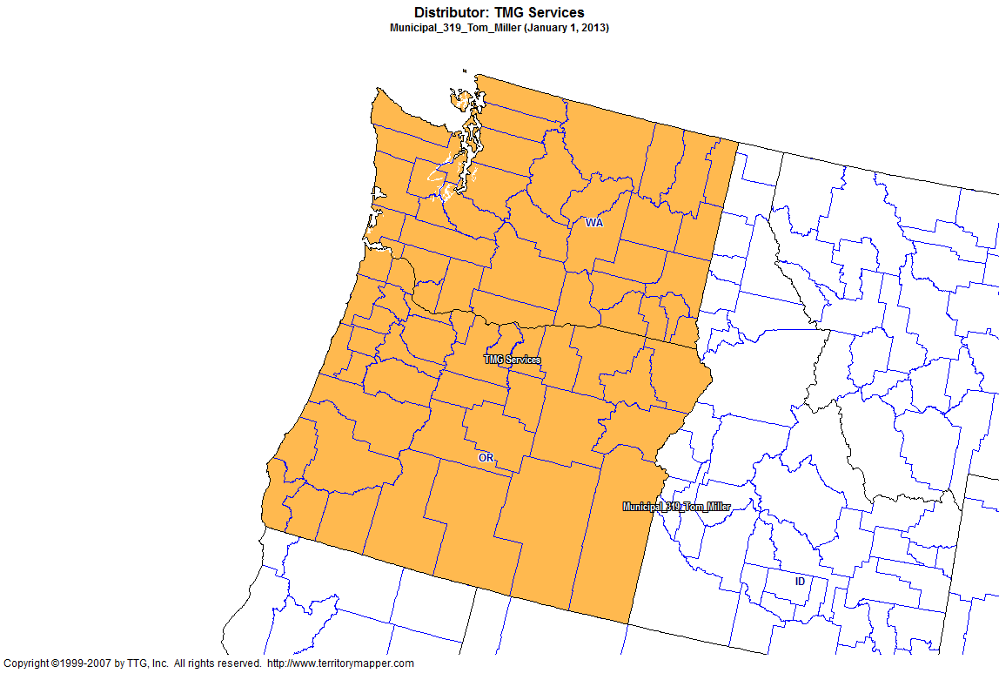 Distributor: TMG Services
Municipal_319_Tom_Miller (January 1, 2013)
WA
TMG Services
OR
Municipal_319_Tom_Miller
ID
Copyright ©1999-2007 by TTG, Inc. All rights reserved. http://www.territorymapper.com